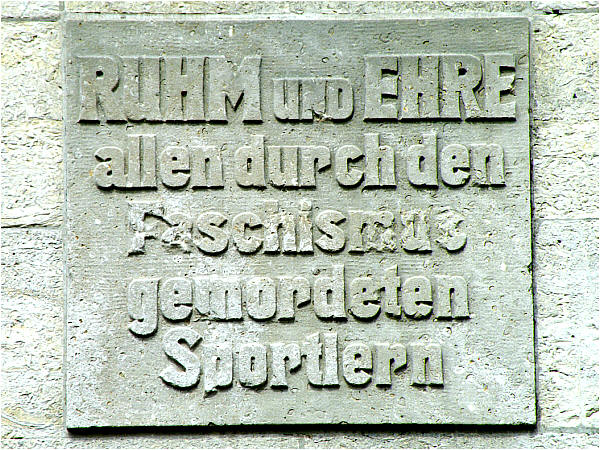 RUHM und EHRE
allen durch den
Faschismus
gemordeten
Sportlern